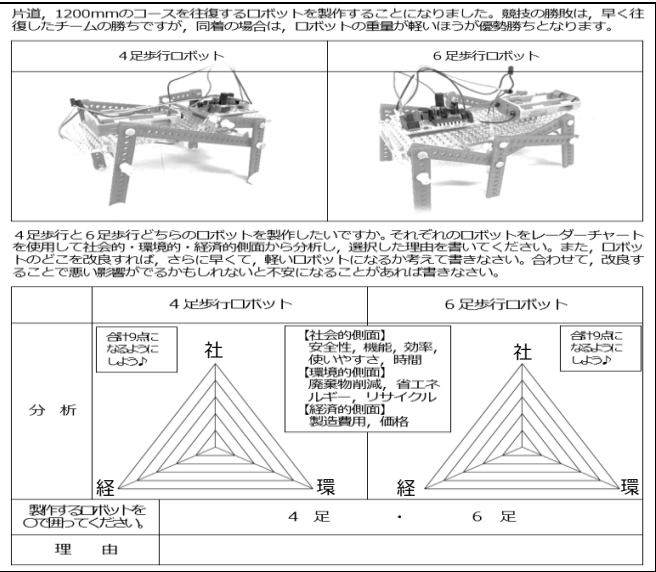 片道，1200mmのコースを往復するロボットを製作することになりました。競技の勝敗は，早く往
復したチームの勝ちですが，同着の場合は，ロボットの重量が軽いほうが優勢勝ちとなります。
４足歩行ロボット
６足歩行ロボット
４足歩行と６足歩行どちらのロボットを製作したいですか。それぞれのロボットをレーダーチャート
を使用して社会的・環境的・経済的側面から分析し，選択した理由を書いてください。また，ロボッ
トのどこを改良すれば，さらに早くて，軽いロボットになるか考えて書きなさい。合わせて，改良す
ることで悪い影響がでるかもしれないと不安になることがあれば書きなさい。
４足歩行ロボット
６足歩行ロボット
分　析
合計9点に
なるように
しよう♪
社
経
環
【社会的側面】
安全性，機能，効率，
使いやすさ，時間
【環境的側面】
廃棄物削減，省エネ
ルギー，リサイクル
【経済的側面】
製造費用，価格
合計9点に
なるように
しよう♪
社
経
環
製作するロボットを
〇で囲ってください。
４　足　・　６　足
理　由